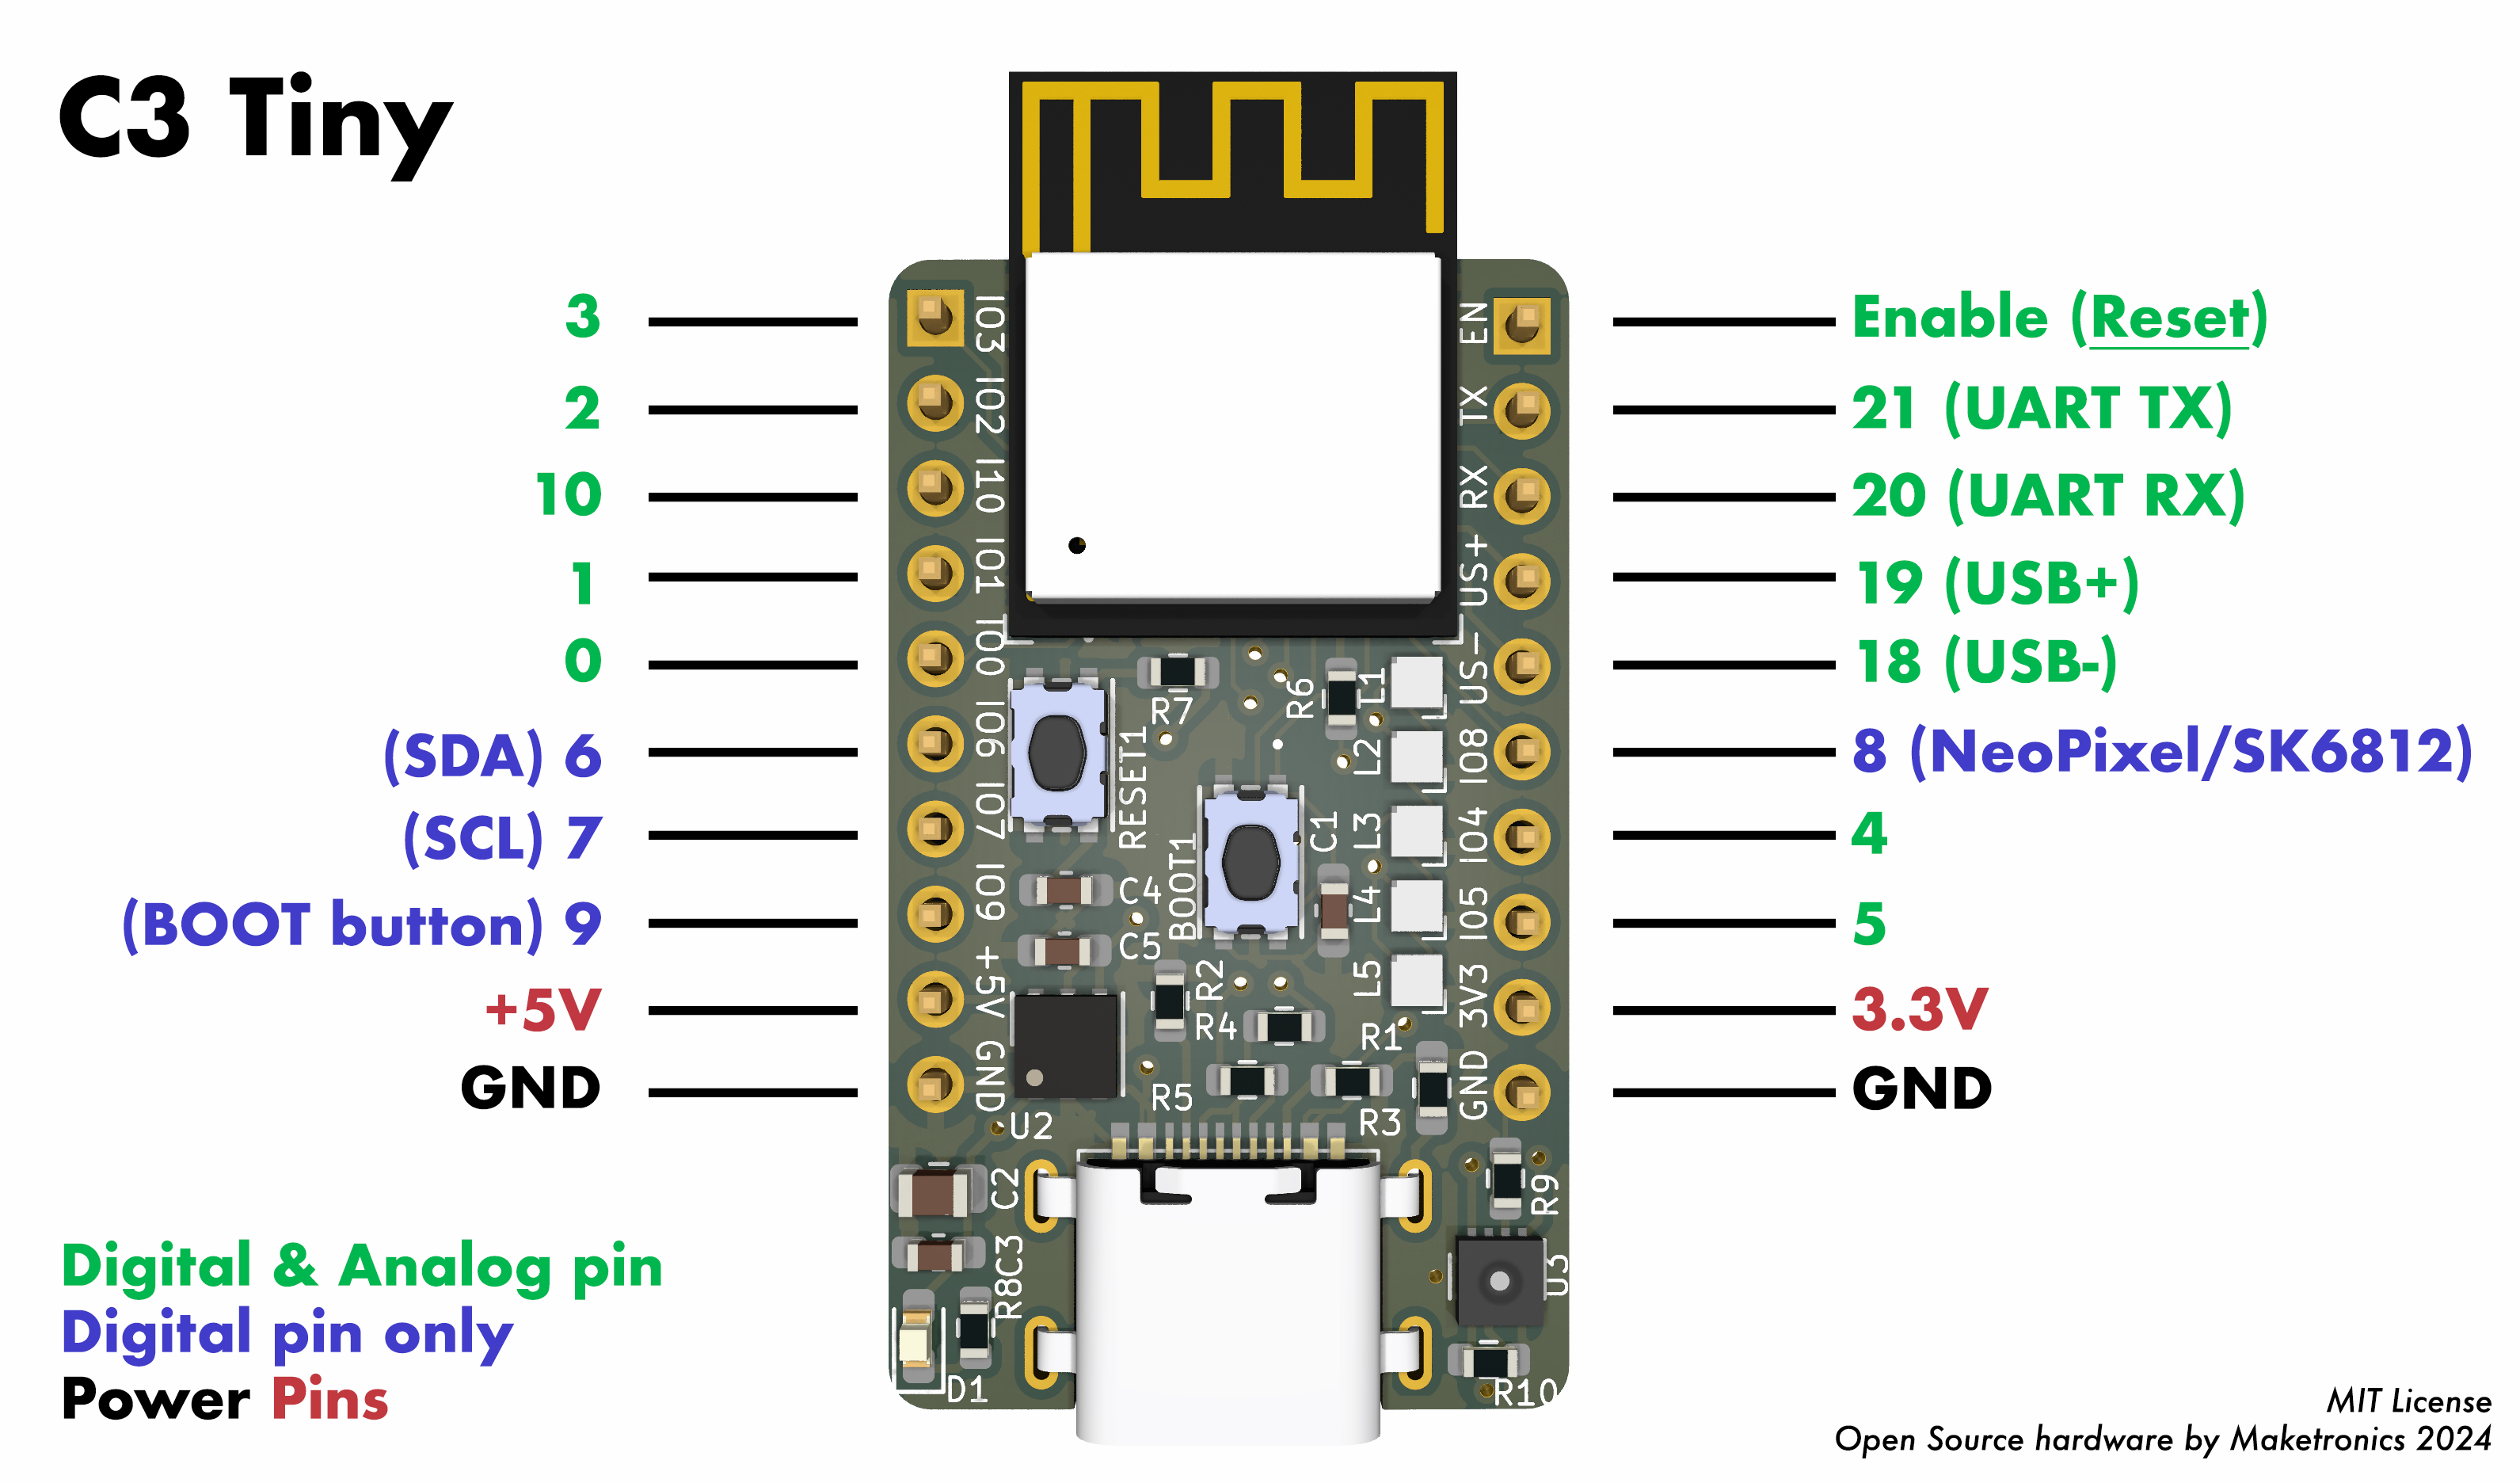 C3 Tiny
3
2
10
1
0
(SDA) 6
(SCL) 7
(BOOT button) 9
+5V
GND
IO3
IO2
I10
IO1
IO0
IO6
IO7
IO9
+5V
GND
EN
TX
RX
US+
US-
IO8
IO4
IO5
3V3
GND
R7
R6
L1
L2
L3
L4
L5
RESET1
BOOT1
C1
C4
C5
R2
R4
R1
R5
R3
U2
C2
C3
R8
D1
R9
U3
R10
Enable (Reset)
21 (UART TX)
20 (UART RX)
19 (USB+)
18 (USB-)
8 (NeoPixel/SK6812)
4
5
3.3V
GND
Digital & Analog pin
Digital pin only
Power Pins
MIT License
Open Source hardware by Maketronics 2024